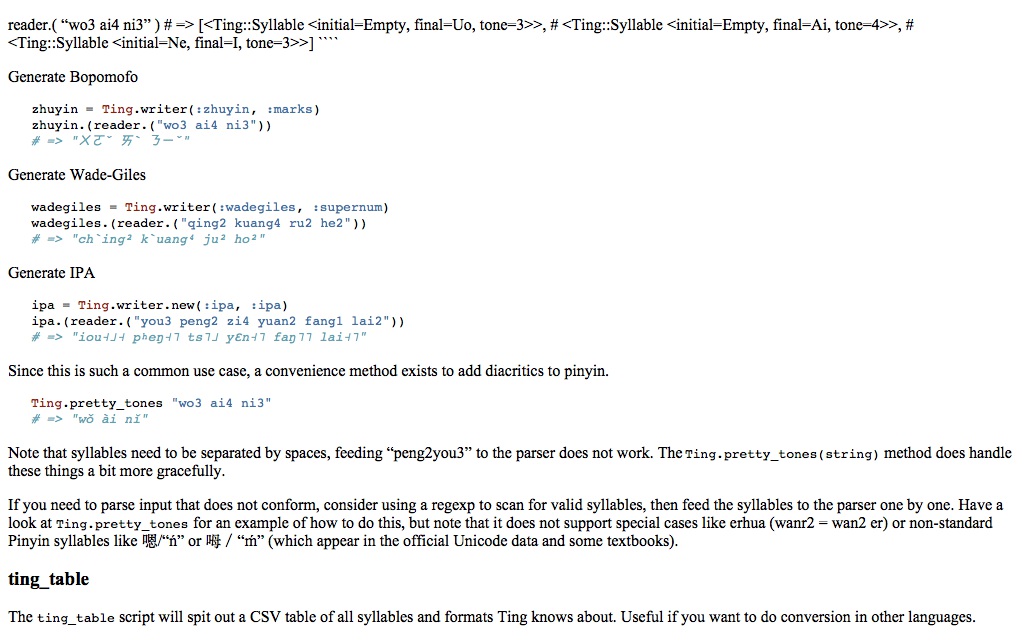 reader.( “wo3 ai4 ni3” ) # => [<Ting::Syllable <initial=Empty, final=Uo, tone=3>>, # <Ting::Syllable <initial=Empty, final=Ai, tone=4>>, #
<Ting::Syllable <initial=Ne, final=I, tone=3>>] ````
Generate Bopomofo
zhuyin = Ting.writer(:zhuyin, :marks)
zhuyin.(reader.("wo3 ai4 ni3"))
# => "ㄨㄛˇ ㄞˋ ㄋㄧˇ"
Generate Wade-Giles
wadegiles = Ting.writer(:wadegiles, :supernum)
wadegiles.(reader.("qing2 kuang4 ru2 he2"))
# => "ch`ing² k`uang⁴ ju² ho²"
Generate IPA
ipa = Ting.writer.new(:ipa, :ipa)
ipa.(reader.("you3 peng2 zi4 yuan2 fang1 lai2"))
# => "iou˧˩˧ pʰeŋ˧˥ ts˥˩ yɛn˧˥ faŋ˥˥ lai˧˥"
Since this is such a common use case, a convenience method exists to add diacritics to pinyin.
Ting.pretty_tones "wo3 ai4 ni3"
# => "wǒ ài nǐ"
Note that syllables need to be separated by spaces, feeding “peng2you3” to the parser does not work. The Ting.pretty_tones(string) method does handle
these things a bit more gracefully.
If you need to parse input that does not conform, consider using a regexp to scan for valid syllables, then feed the syllables to the parser one by one. Have a
look at Ting.pretty_tones for an example of how to do this, but note that it does not support special cases like erhua (wanr2 = wan2 er) or non-standard
Pinyin syllables like 嗯/“ń” or 呣 / “ḿ” (which appear in the official Unicode data and some textbooks).
ting_table
The ting_table script will spit out a CSV table of all syllables and formats Ting knows about. Useful if you want to do conversion in other languages.